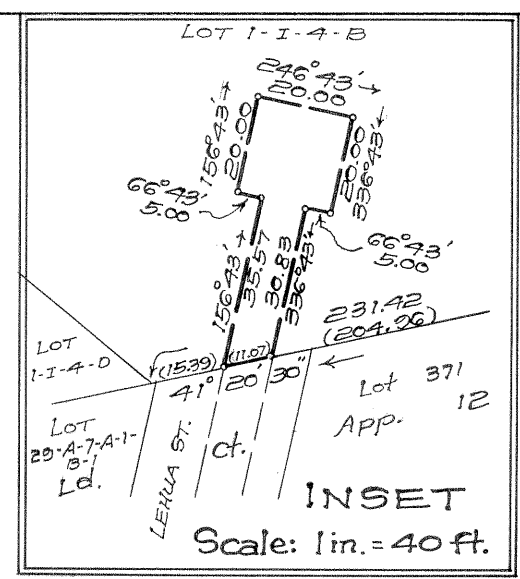 LOT 1-I-4-B
246°43'
20.00
156°43'
20.00
20.00
336°43'
66°43'
5.00
66°43'
5.00
156°43'
35.57
30.83
336°43'
231.42
(204.96)
LOT
1-I-4-D
(15.39)
(11.07)
41° 20' 30"
Lot 371
App. 12
LOT
29-A-7-A-1-
B-1
Ld.
LEHUA ST.
Ct.
INSET
Scale: 1in.=40 ft.